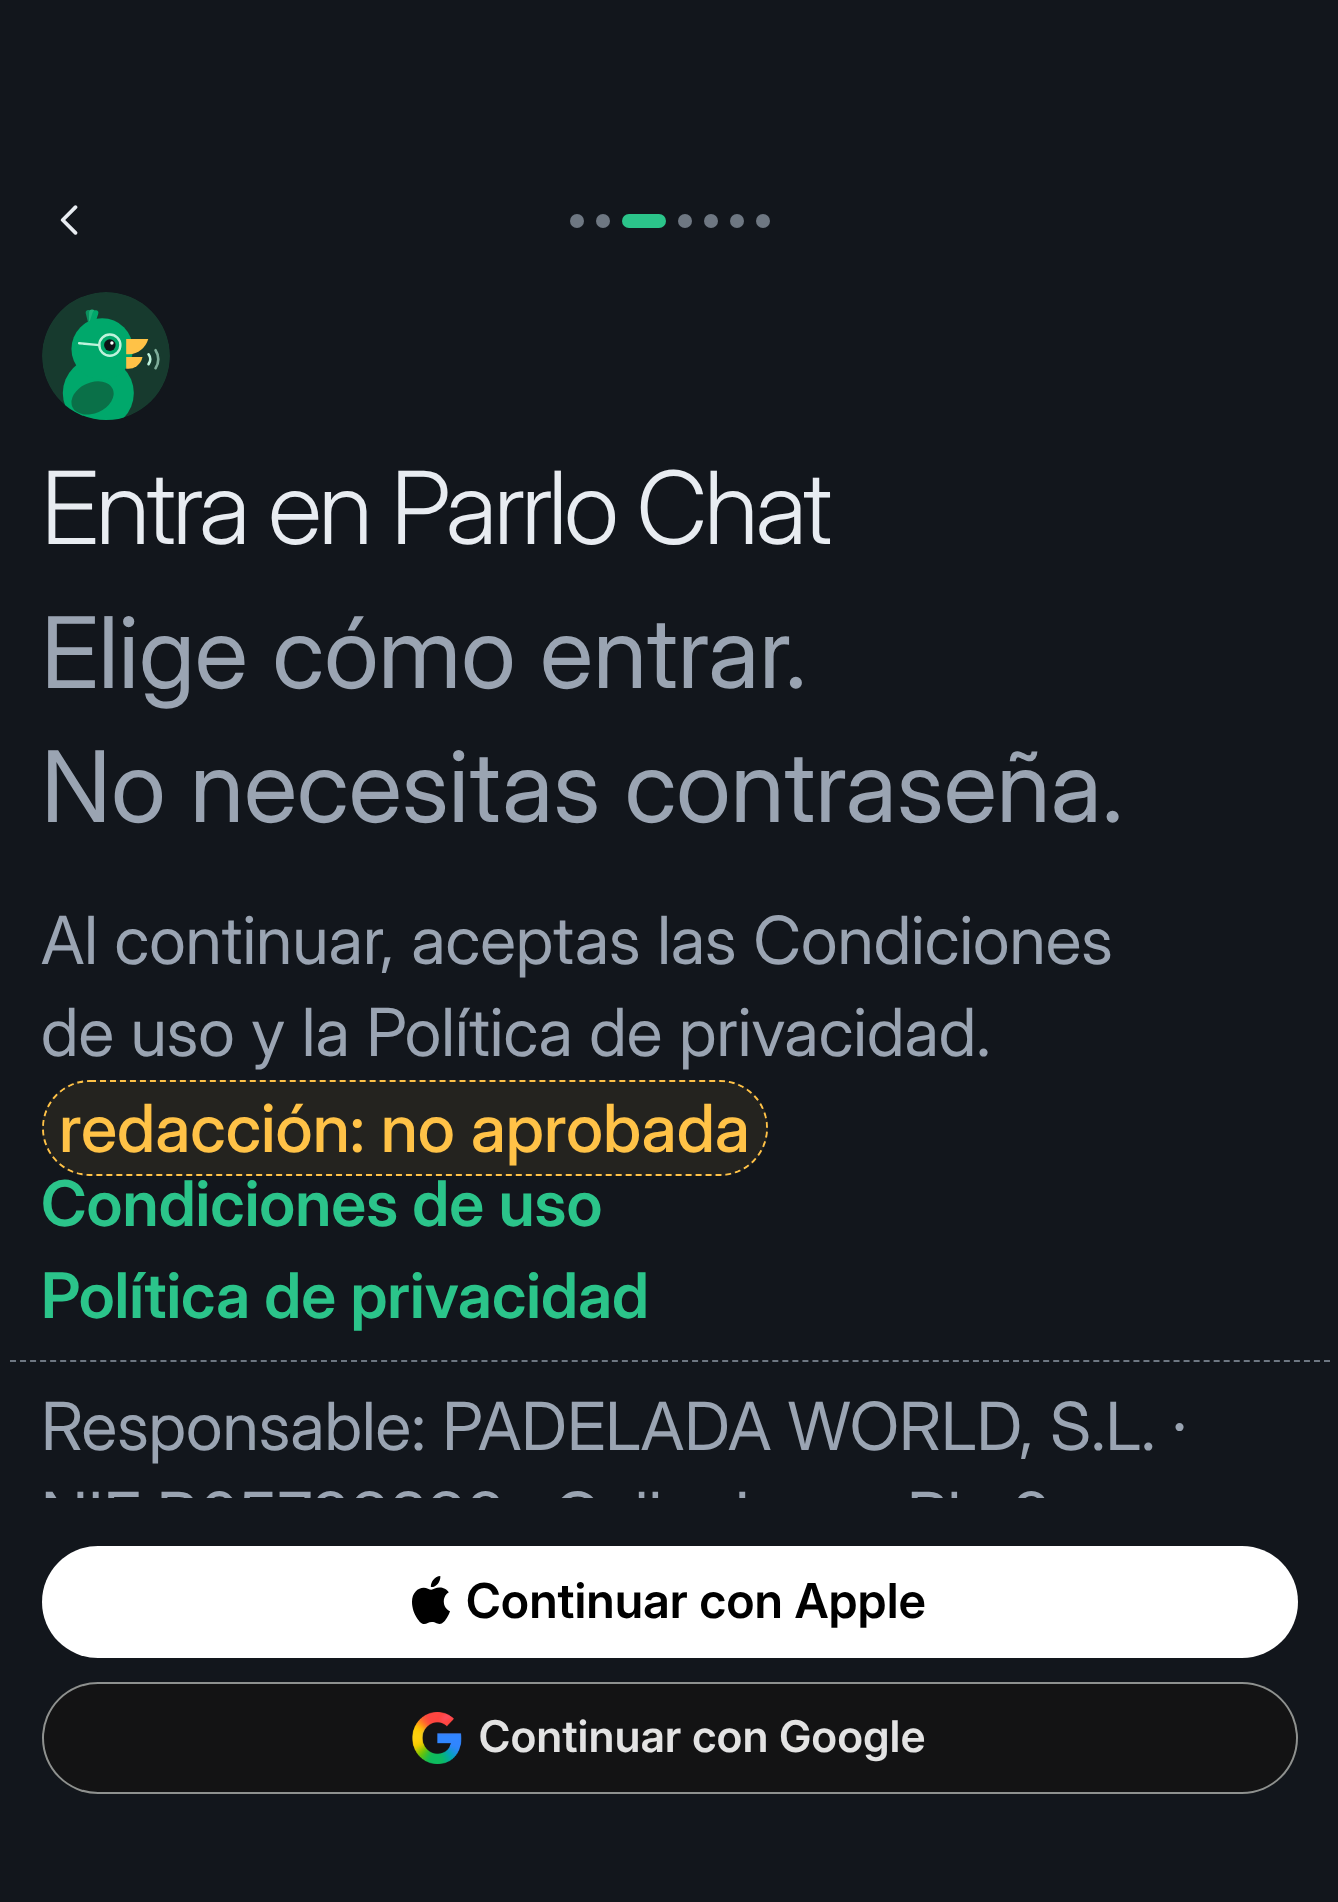 Entra en Parrlo Chat
Elige cómo entrar.
No necesitas contraseña.
Al continuar, aceptas las Condiciones
de uso y la Política de privacidad.
redacción: no aprobada
Condiciones de uso
Política de privacidad
Responsable: PADELADA WORLD, S.L. ·
Continuar con Apple
Continuar con Google